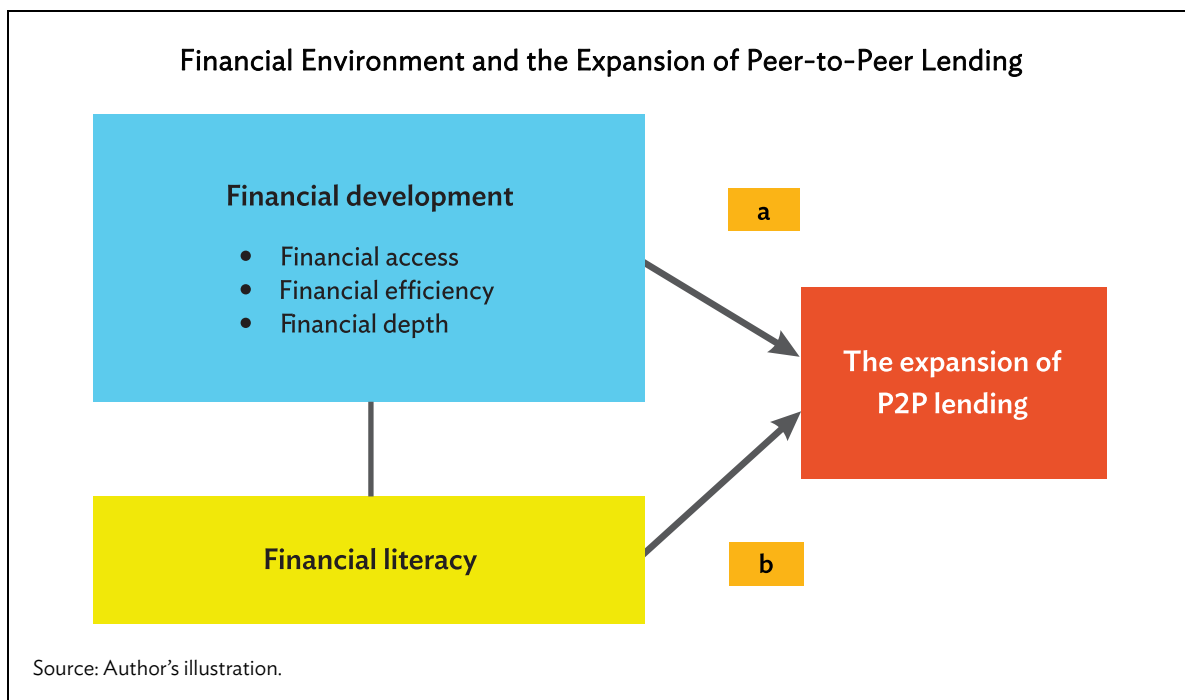 Financial Environment and the Expansion of Peer-to-Peer Lending
Financial development
• Financial access
• Financial efficiency
• Financial depth
a
The expansion of
P2P lending
Financial literacy
b
Source: Author’s illustration.